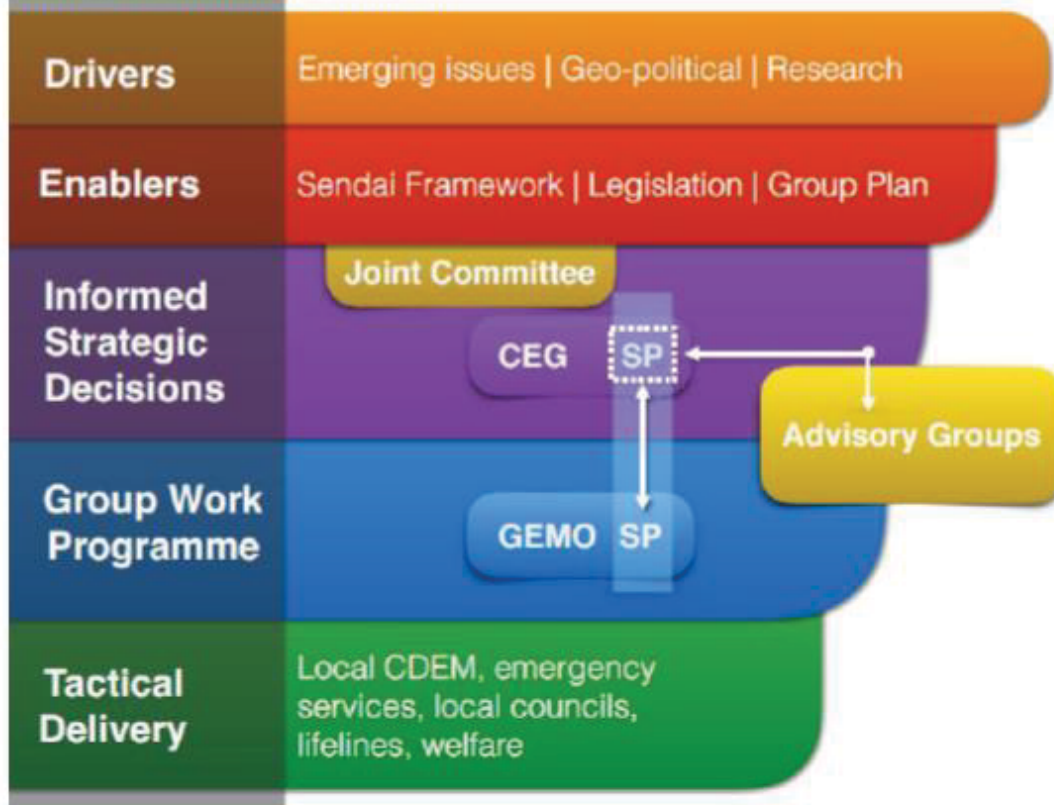 Drivers
Emerging issues | Geo-political | Research
Enablers
Sendai Framework | Legislation | Group Plan
Informed
Strategic
Decisions
Joint Committee
CEG SP
Advisory Groups
Group Work
Programme
GEMO SP
Tactical
Delivery
Local CDEM, emergency
services, local councils,
lifelines, welfare